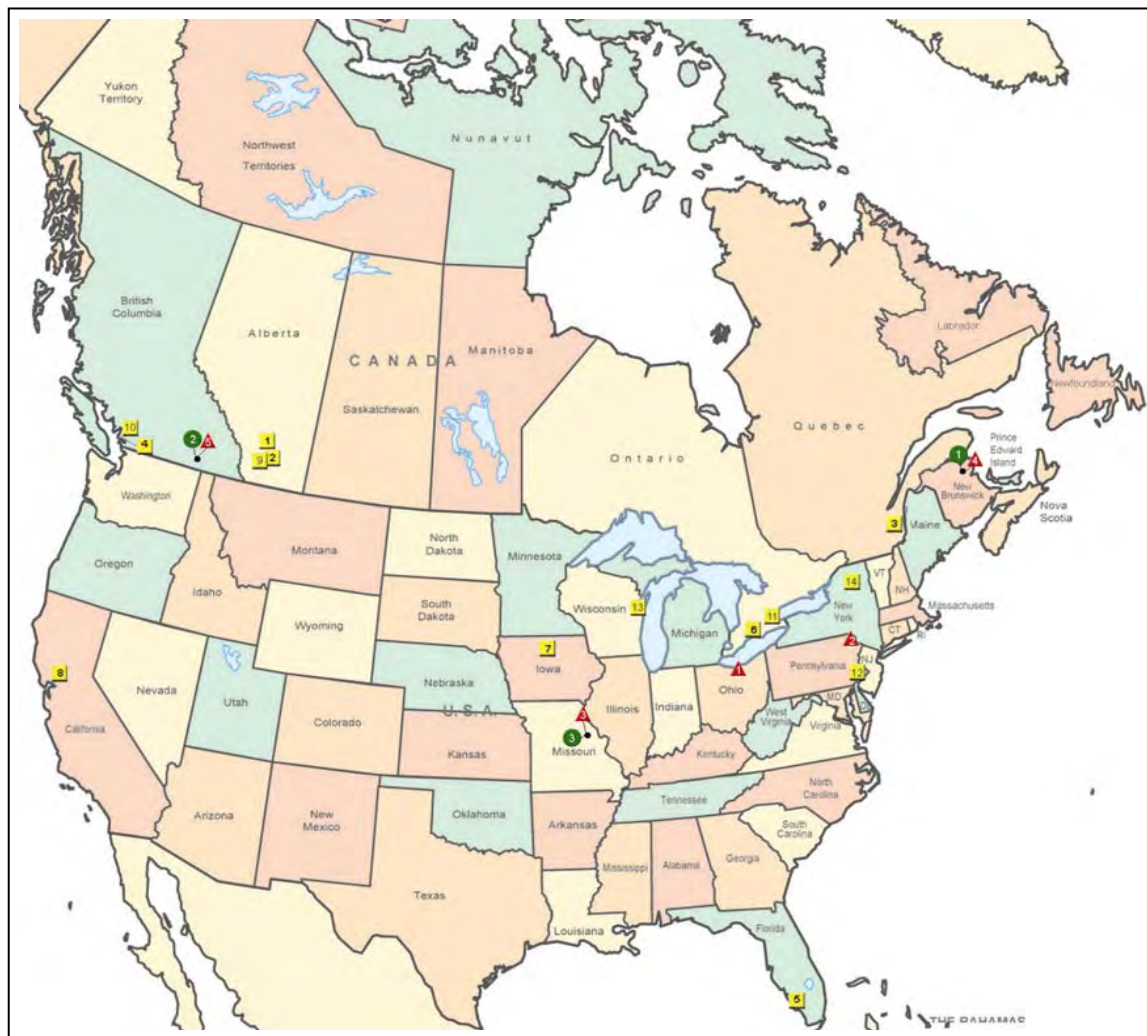 Yukon
Territory
Northwest
Territories
Nunavut
British
Columbia
Alberta
CANADA
Manitoba
Saskatchewan
Ontario
Quebec
Labrador
Newfoundland
Prince
Edward
Island
New
Brunswick
Nova
Scotia
10
4
2
5
1
9
2
1
4
3
Washington
Montana
North
Dakota
Minnesota
Maine
Oregon
Idaho
South
Dakota
Wisconsin
13
Michigan
6
11
14
VT
NH
New
York
Massachusetts
CT
RI
Wyoming
7
Iowa
1
2
Pennsylvania
NJ
12
8
Nevada
Utah
Nebraska
U.S.A.
Illinois
Indiana
Ohio
MD
West
Virginia
Virginia
California
Colorado
Kansas
3
3
Missouri
Kentucky
Arizona
New
Mexico
Oklahoma
Arkansas
Tennessee
North
Carolina
South
Carolina
Mississippi
Alabama
Georgia
Texas
Louisiana
Florida
5
THE BAHAMAS